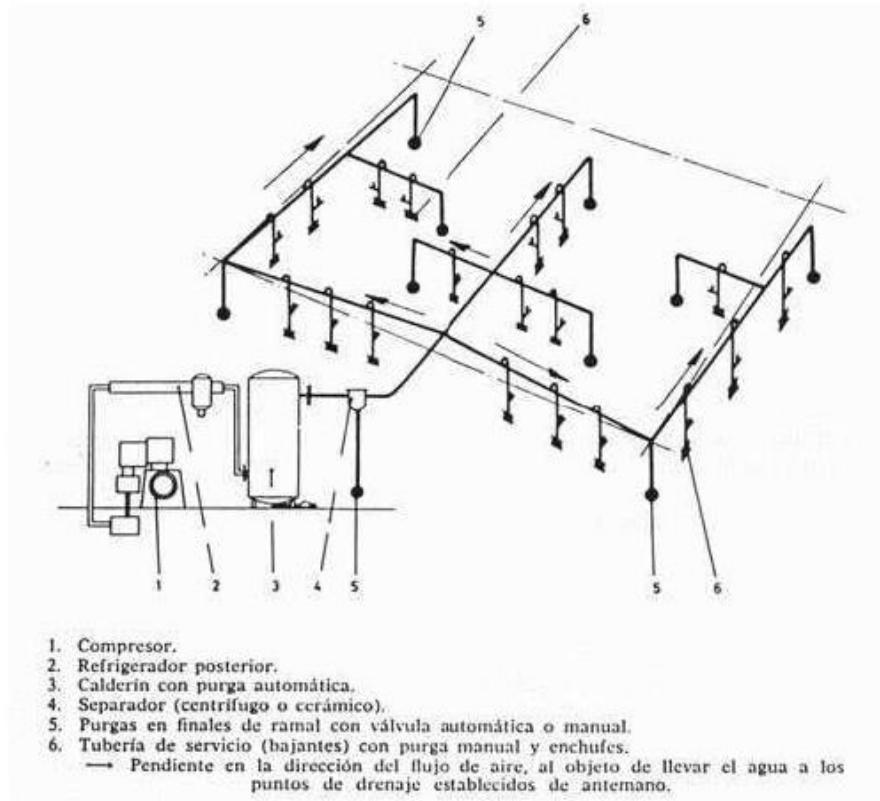 5 6
1 2 3 4 5 5 6
1. Compresor.
2. Refrigerador posterior.
3. Calderín con purga automática.
4. Separador (centrífugo o cerámico).
5. Purgas en finales de ramal con válvula automática o manual.
6. Tubería de servicio (bajantes) con purga manual y enchufes.
→ Pendiente en la dirección del flujo de aire, al objeto de llevar el agua a los
puntos de drenaje establecidos de antemano.